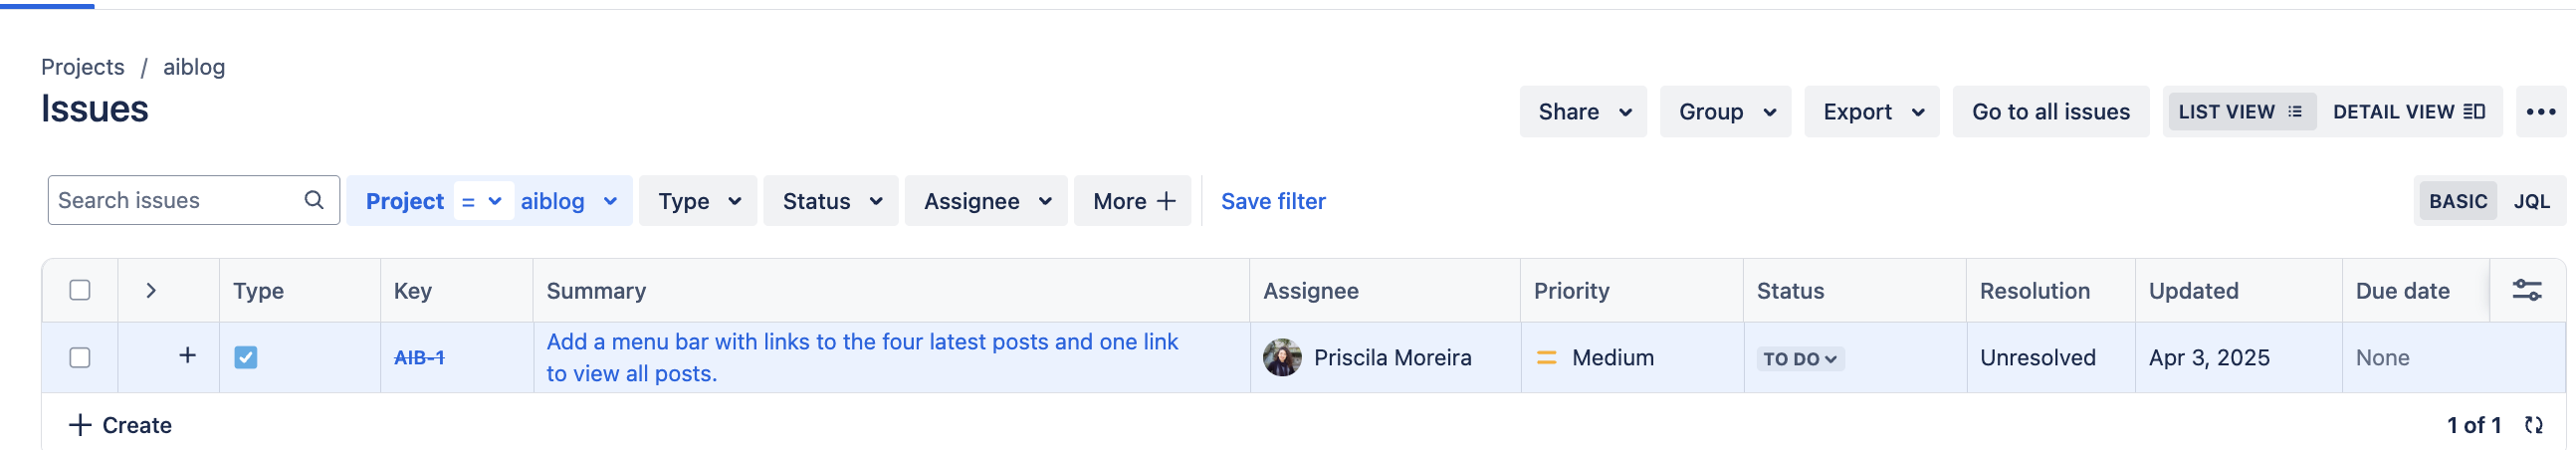 Projects / aiblog
Issues
Share Group Export Go to all issues LIST VIEW DETAIL VIEW
Search issues Project = aiblog Type Status Assignee More + Save filter BASIC JQL
Type Key Summary Assignee Priority Status Resolution Updated Due date
AIB-1 Add a menu bar with links to the four latest posts and one link
to view all posts. Priscila Moreira Medium TO DO Unresolved Apr 3, 2025 None
+ Create 1 of 1